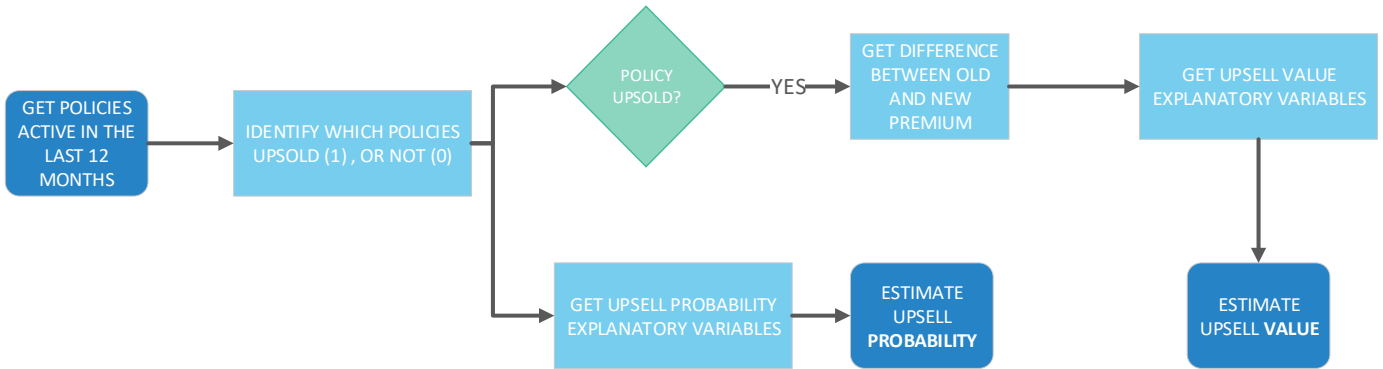 GET POLICIES
ACTIVE IN THE
LAST 12
MONTHS
IDENTIFY WHICH POLICIES
UPSOLD (1) , OR NOT (0)
POLICY
UPSOLD?
YES
GET DIFFERENCE
BETWEEN OLD
AND NEW
PREMIUM
GET UPSELL VALUE
EXPLANATORY VARIABLES
GET UPSELL PROBABILITY
EXPLANATORY VARIABLES
ESTIMATE
UPSELL
PROBABILITY
ESTIMATE
UPSELL VALUE